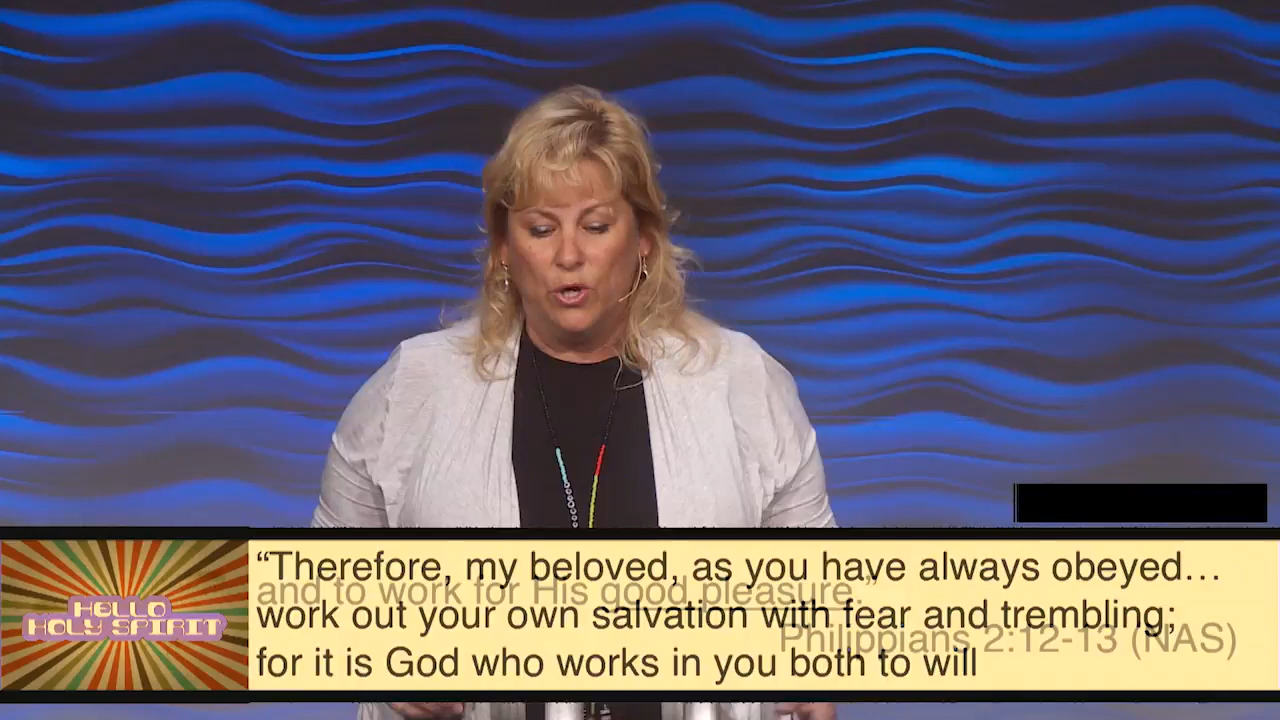 HELLO
HOLY SPIRIT
“Therefore, my beloved, as you have always obeyed…
and to work for His good pleasure.”
work out your own salvation with fear and trembling;
Philippians 2:12-13 (NAS)
for it is God who works in you both to will